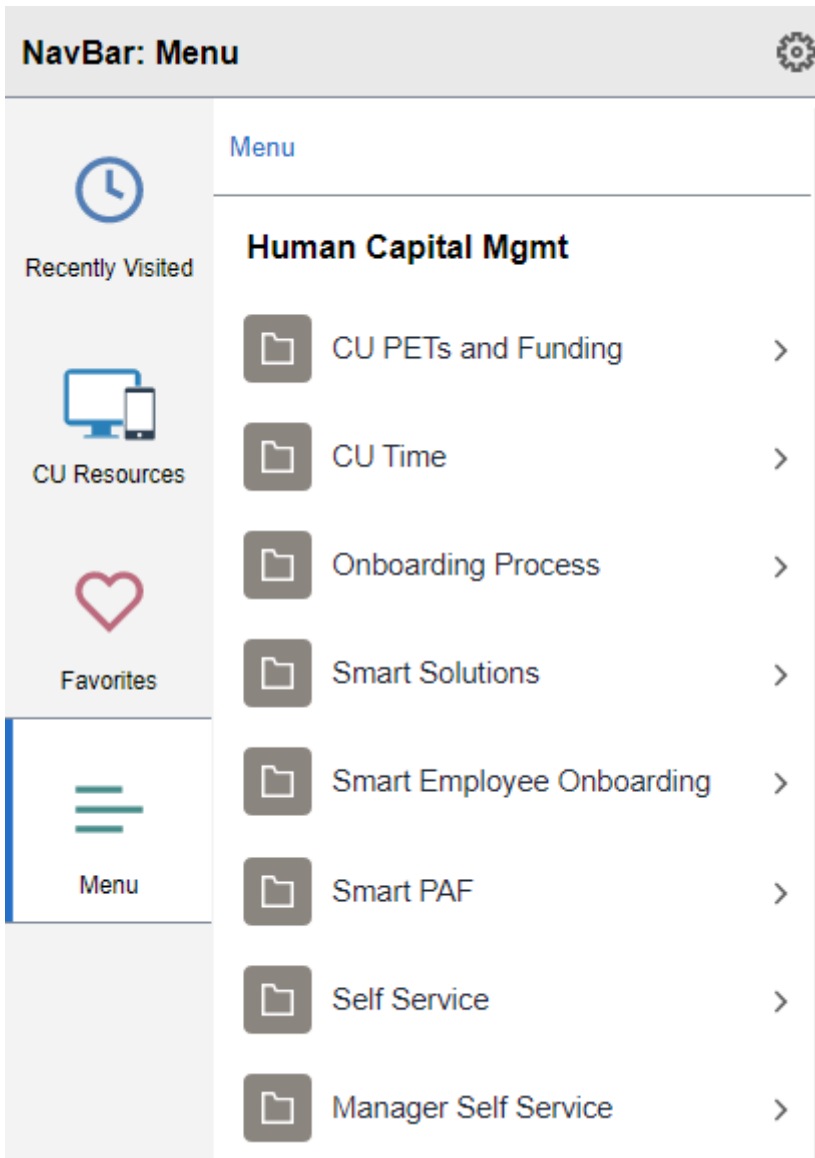 NavBar: Menu
Recently Visited
CU Resources
Favorites
Menu
Menu
Human Capital Mgmt
CU PETs and Funding
CU Time
Onboarding Process
Smart Solutions
Smart Employee Onboarding
Smart PAF
Self Service
Manager Self Service